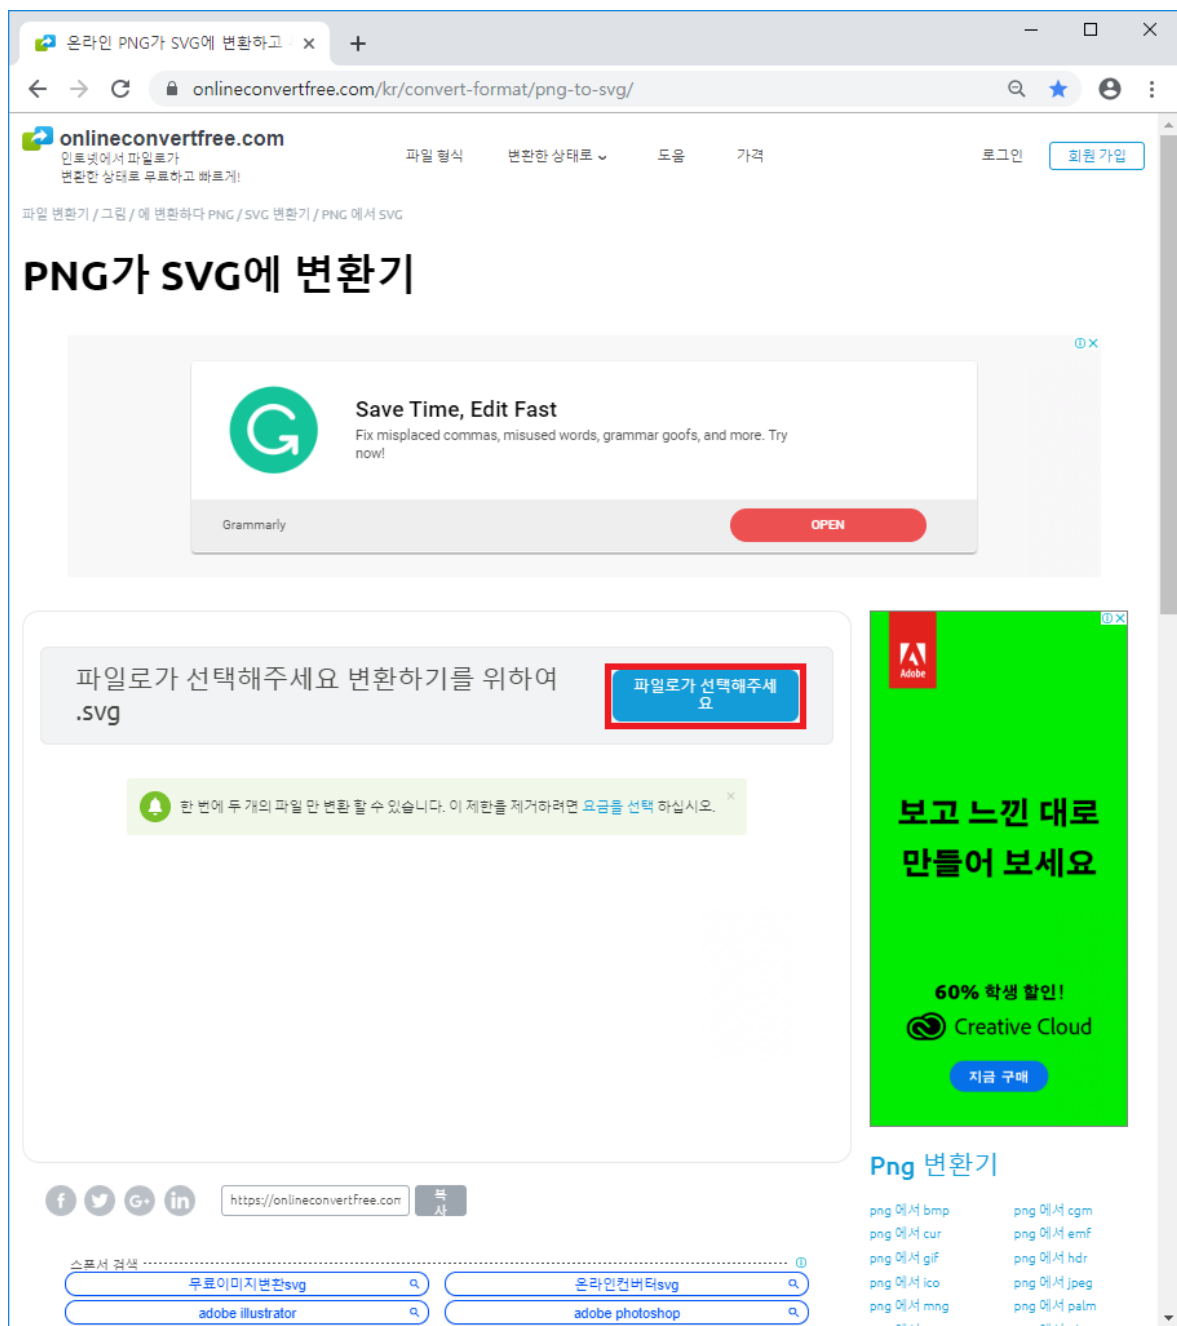 온라인 PNG가 SVG에 변환하고
onlineconvertfree.com/kr/convert-format/png-to-svg/
onlineconvertfree.com
인토넷에서 파일로가
변환한 상태로 무료하고 빠르게!
파일 형식 변환한 상태로 도움 가격 로그인 회원 가입
파일 변환기 / 그림 / 에 변환하다 PNG / SVG 변환기 / PNG 에서 SVG
PNG가 SVG에 변환기
Save Time, Edit Fast
Fix misplaced commas, misused words, grammar goofs, and more. Try
now!
Grammarly OPEN
파일로가 선택해주세요 변환하기를 위하여
.svg
파일로가 선택해주세
요
한 번에 두 개의 파일 만 변환 할 수 있습니다. 이 제한을 제거하려면 요금을 선택 하십시오.
Adobe
보고 느낀 대로
만들어 보세요
60% 학생 할인!
Creative Cloud
지금 구매
https://onlineconvertfree.com
복
사
스폰서 검색
무료이미지변환svg 온라인컨버터svg
adobe illustrator adobe photoshop
Png 변환기
png 에서 bmp png 에서 cgm
png 에서 cur png 에서 emf
png 에서 gif png 에서 hdr
png 에서 ico png 에서 jpeg
png 에서 mng png 에서 palm